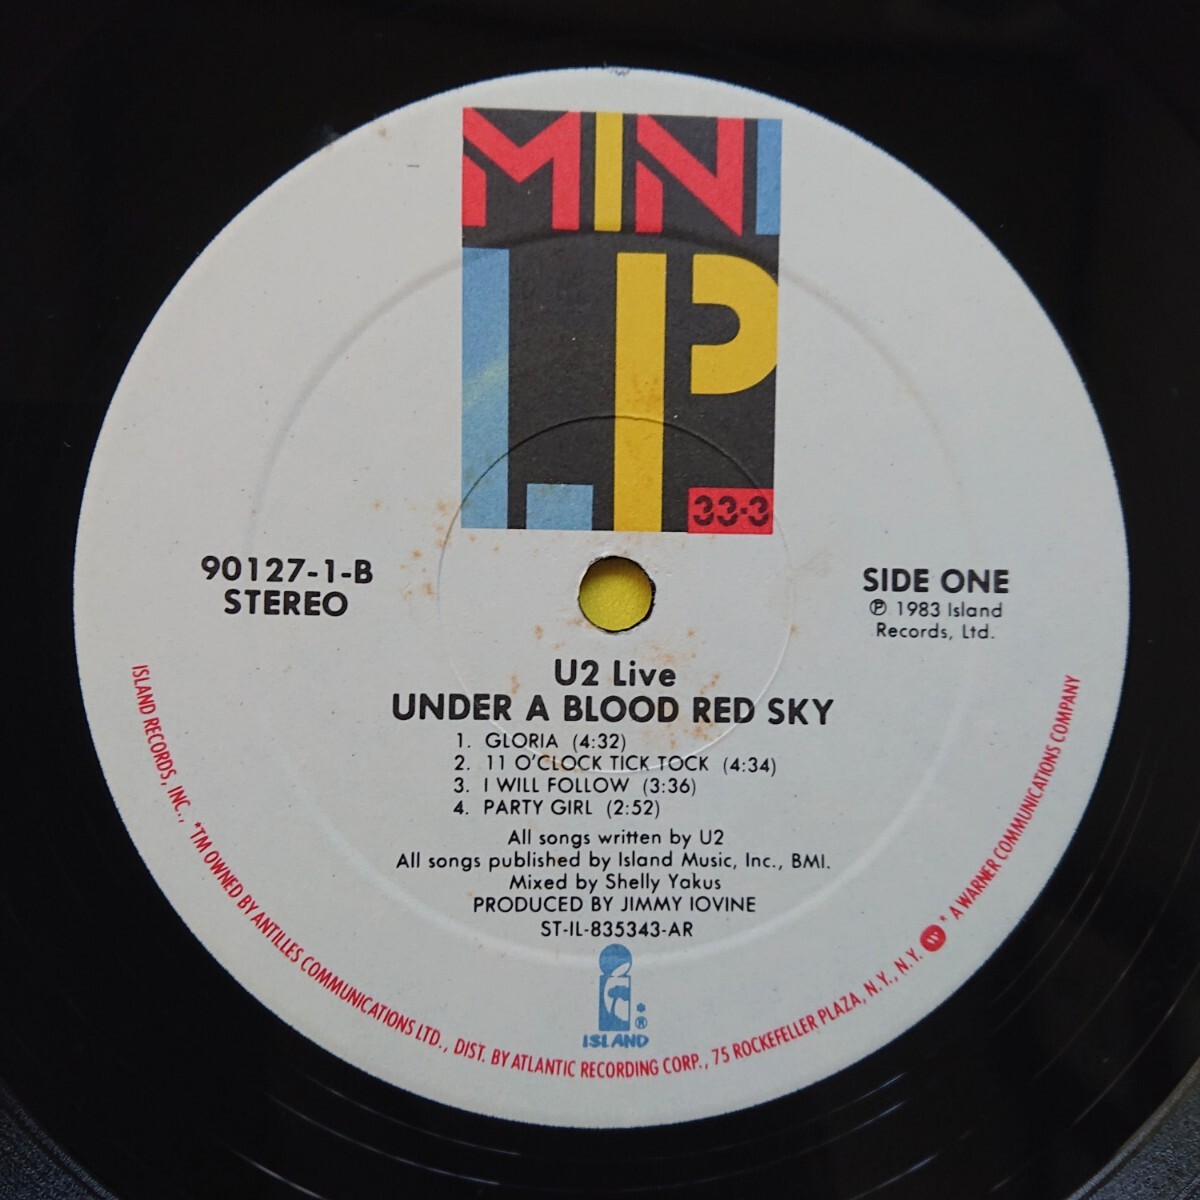 MINI
LP
33·3
90127-1-B
STEREO
SIDE ONE
℗ 1983 Island
Records, Ltd.
U2 Live
UNDER A BLOOD RED SKY
1. GLORIA (4:32)
2. 11 O'CLOCK TICK TOCK (4:34)
3. I WILL FOLLOW (3:36)
4. PARTY GIRL (2:52)
All songs written by U2
All songs published by Island Music, Inc., BMI.
Mixed by Shelly Yakus
PRODUCED BY JIMMY IOVINE
ST-IL-835343-AR
*®
ISLAND
ISLAND RECORDS, INC., *TM OWNED BY ANTILLES COMMUNICATIONS LTD., DIST. BY ATLANTIC RECORDING CORP., 75 ROCKEFELLER PLAZA, N.Y., N.Y. W * A WARNER COMMUNICATIONS COMPANY